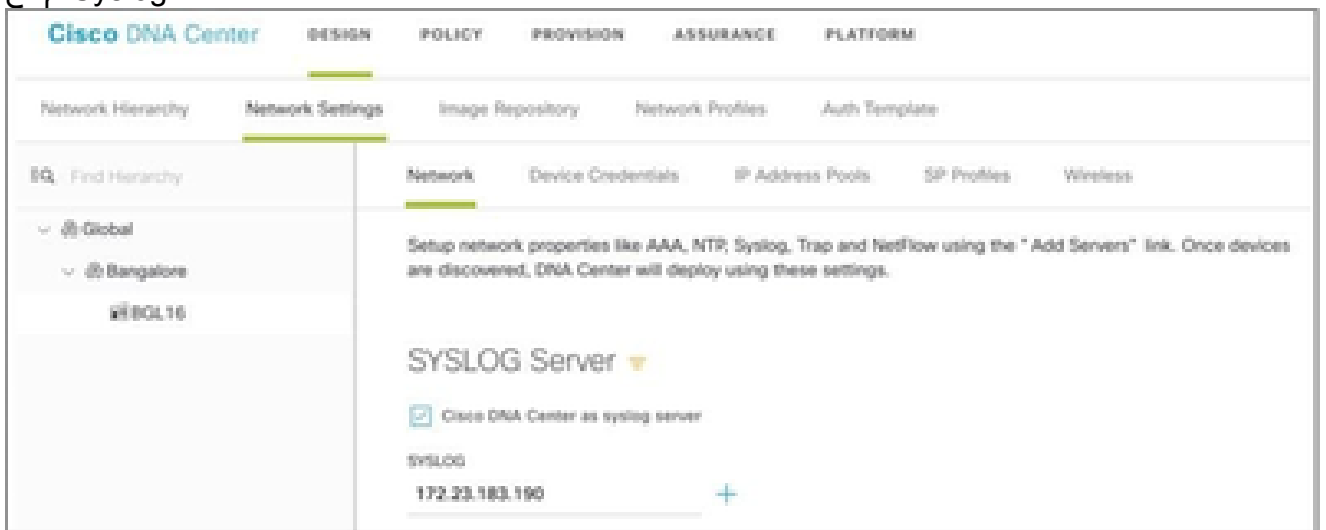 Cisco DNA Center DESIGN POLICY PROVISION ASSURANCE PLATFORM
Network Hierarchy Network Settings Image Repository Network Profiles Auth Template
Find Hierarchy
Network Device Credentials IP Address Pools SP Profiles Wireless
Global
Bangalore
BGL16
Setup network properties like AAA, NTP, Syslog, Trap and NetFlow using the "Add Servers" link. Once devices
are discovered, DNA Center will deploy using these settings.
SYSLOG Server
Cisco DNA Center as syslog server
SYSLOG
172.23.183.190